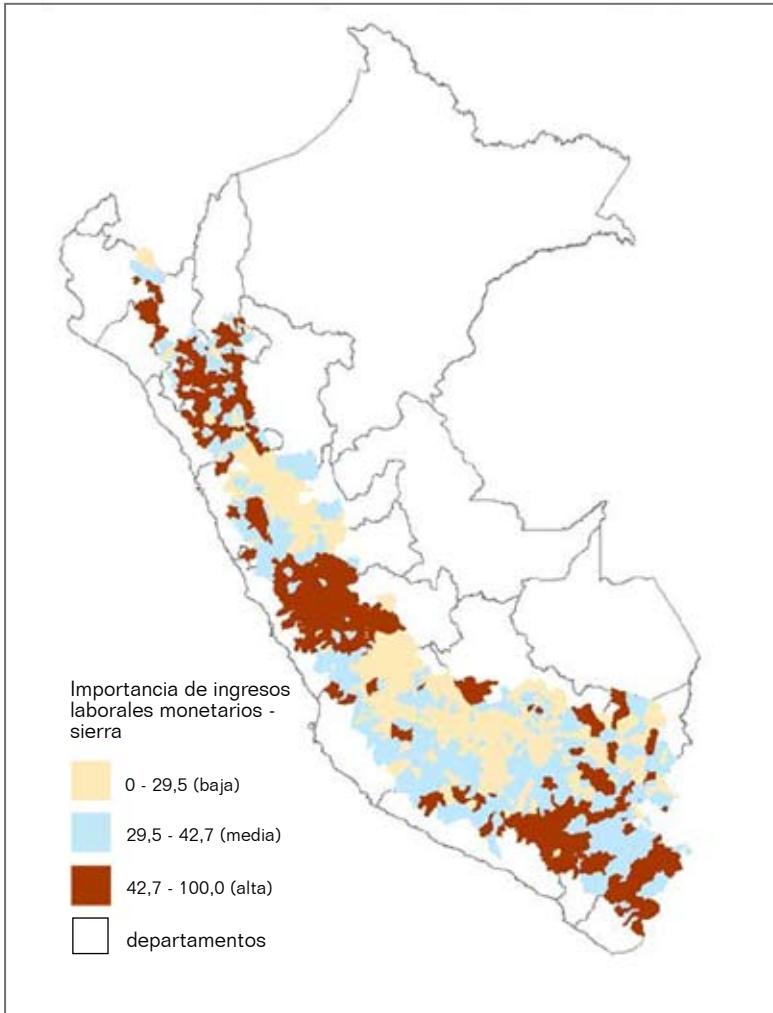 Importancia de ingresos
laborales monetarios -
sierra
0 - 29,5 (baja)
29,5 - 42,7 (media)
42,7 - 100,0 (alta)
departamentos